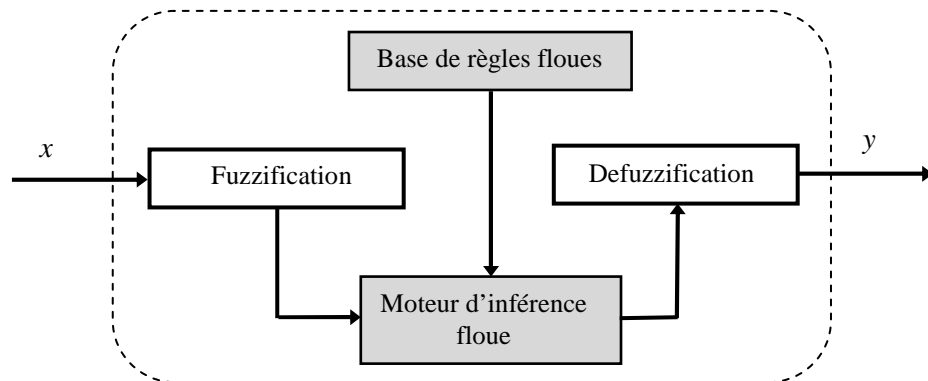 Base de règles floues
x
y
Fuzzification
Defuzzification
Moteur d’inférence
floue